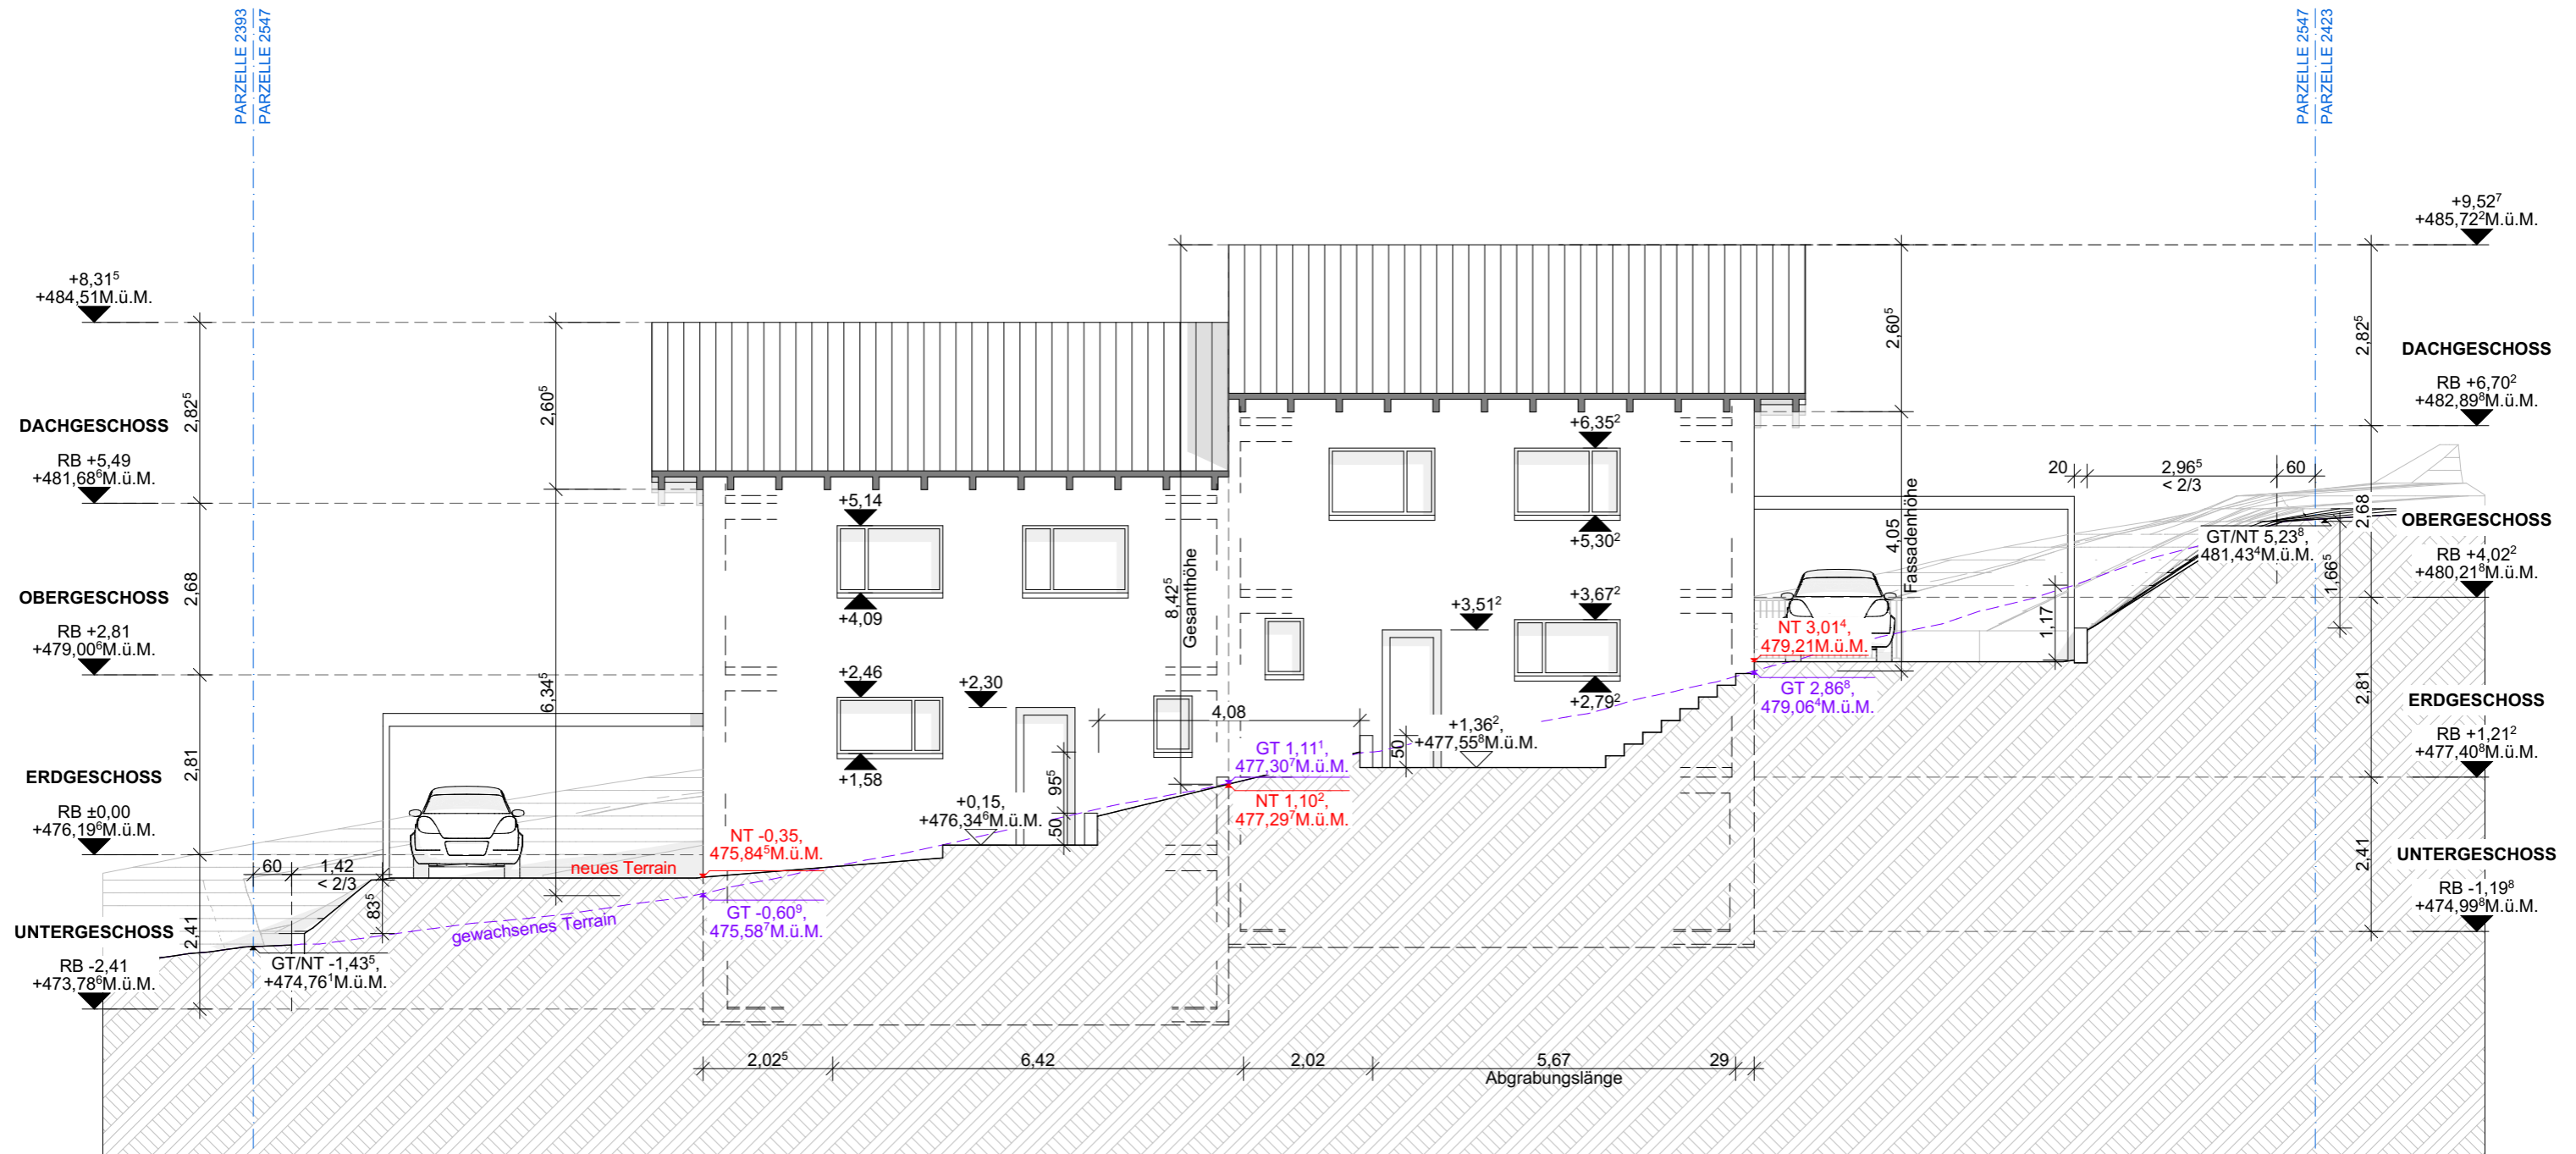 PARZELLE 2393
PARZELLE 2547
PARZELLE 2547
PARZELLE 2423
+9,52⁷
+485,72²M.ü.M.
+8,31⁵
+484,51M.ü.M.
2,82⁵
2,60⁵
2,60⁵
2,82⁵
DACHGESCHOSS
RB +6,70²
+482,89⁸M.ü.M.
DACHGESCHOSS
RB +5,49
+481,68⁶M.ü.M.
+6,35²
+5,30²
+5,14
+4,09
20
2,96⁵
< 2/3
60
2,68
OBERGESCHOSS
RB +4,02²
+480,21⁸M.ü.M.
GT/NT 5,23⁸,
481,43⁴M.ü.M.
1,66⁵
1,17
4,05
Fassadenhöhe
8,42⁵
Gesamthöhe
2,68
OBERGESCHOSS
RB +2,81
+479,00⁶M.ü.M.
6,34⁵
+3,51²
+3,67²
+2,79²
NT 3,01⁴,
479,21M.ü.M.
GT 2,86⁸,
479,06⁴M.ü.M.
2,81
ERDGESCHOSS
RB +1,21²
+477,40⁸M.ü.M.
+2,46
+2,30
+1,58
4,08
50
+1,36²
+477,55⁸M.ü.M.
GT 1,11¹,
477,30⁷M.ü.M.
NT 1,10²,
477,29⁷M.ü.M.
2,81
ERDGESCHOSS
RB ±0,00
+476,19⁶M.ü.M.
95⁵
50
+0,15,
+476,34⁶M.ü.M.
NT -0,35,
475,84⁵M.ü.M.
neues Terrain
60
1,42
< 2/3
83⁵
GT -0,60⁹,
475,58⁷M.ü.M.
gewachsenes Terrain
2,41
UNTERGESCHOSS
RB -1,19⁸
+474,99⁸M.ü.M.
2,41
UNTERGESCHOSS
RB -2,41
+473,78⁶M.ü.M.
GT/NT -1,43⁵,
+474,76¹M.ü.M.
2,02⁵
6,42
2,02
5,67
29
Abgrabungslänge